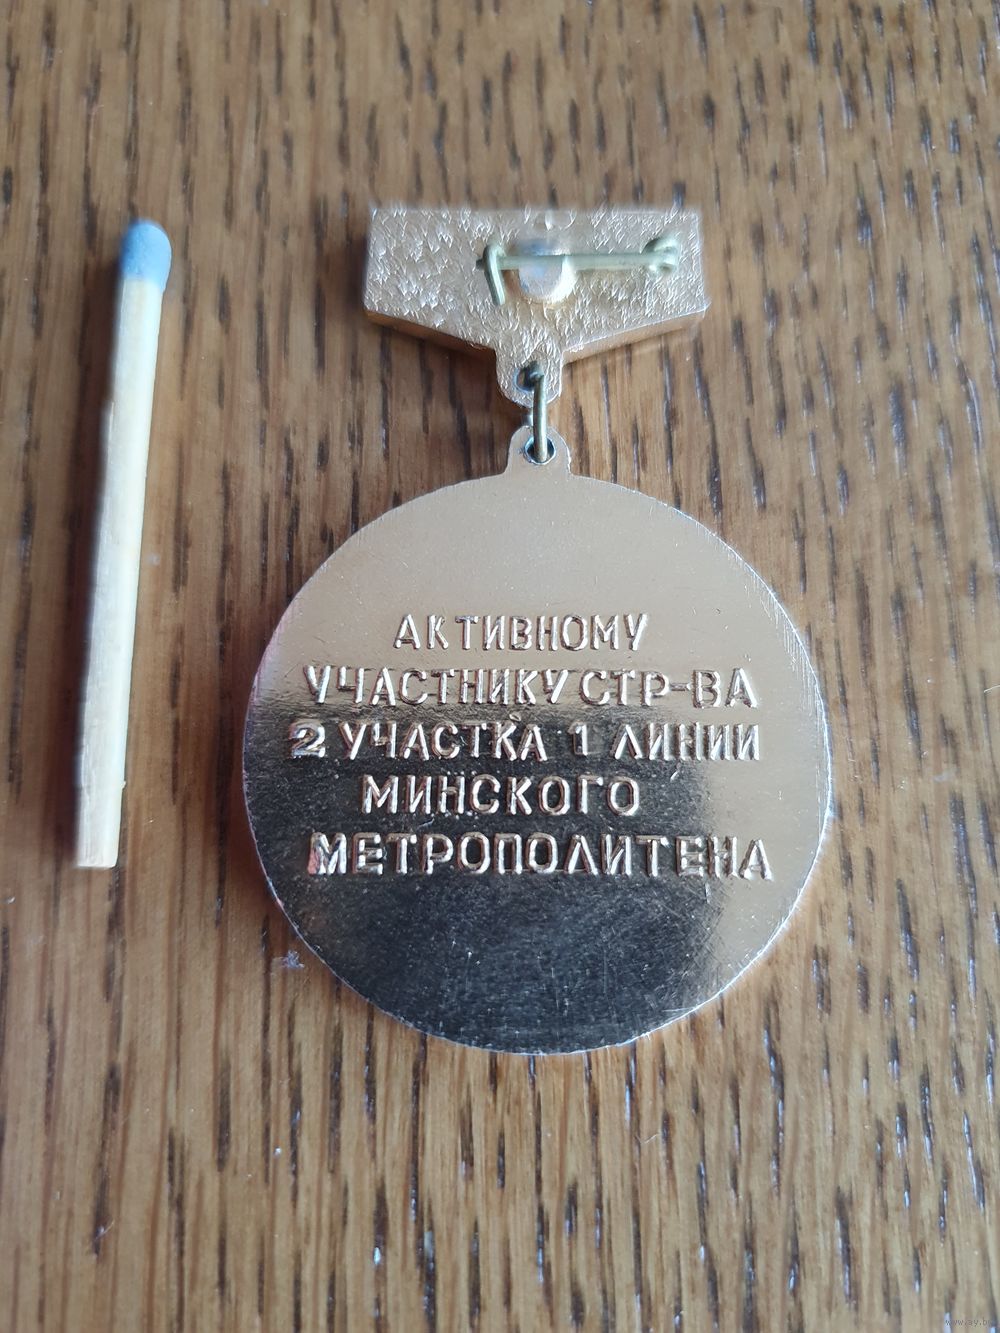 АКТИВНОМУ
УЧАСТНИКУ СТР-ВА
2 УЧАСТКА 1 ЛИНИИ
МИНСКОГО
МЕТРОПОЛИТЕНА